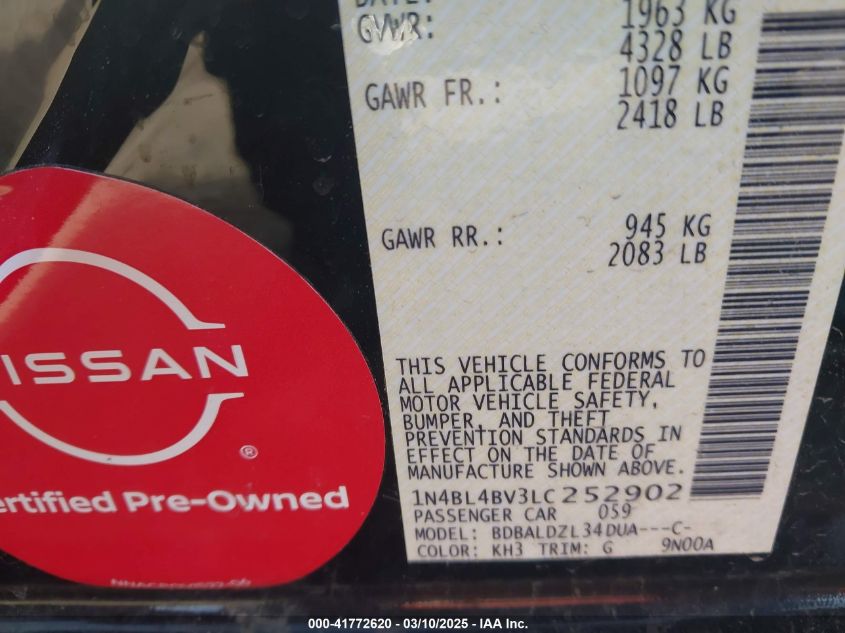 GVWR: 1963 KG
4328 LB
GAWR FR.: 1097 KG
2418 LB
GAWR RR.: 945 KG
2083 LB
THIS VEHICLE CONFORMS TO
ALL APPLICABLE FEDERAL
MOTOR VEHICLE SAFETY,
BUMPER, AND THEFT
PREVENTION STANDARDS IN
EFFECT ON THE DATE OF
MANUFACTURE SHOWN ABOVE.
1N4BL4BV3LC252902
PASSENGER CAR 059
MODEL: BDBALDZL34DUA---C-
COLOR: KH3 TRIM: G 9N00A
ISSAN
®
ertified Pre-Owned
000-41772620 - 03/10/2025 - IAA Inc.